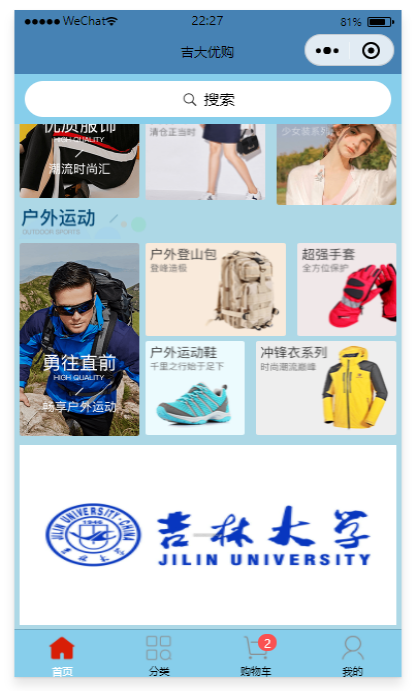 WeChat
22:27
81%
吉大优购
搜索
优质服饰
HIGH QUALITY
潮流时尚汇
清仓正当时
少女装系列
户外运动
OUTDOOR SPORTS
户外登山包
登峰造极
超强手套
全方位保护
勇往直前
HIGH QUALITY
畅享户外运动
户外运动鞋
千里之行始于足下
冲锋衣系列
时尚潮流巅峰
JILIN UNIVERSITY·CHINA
1946
吉林大学
JILIN UNIVERSITY
首页
分类
2
购物车
我的